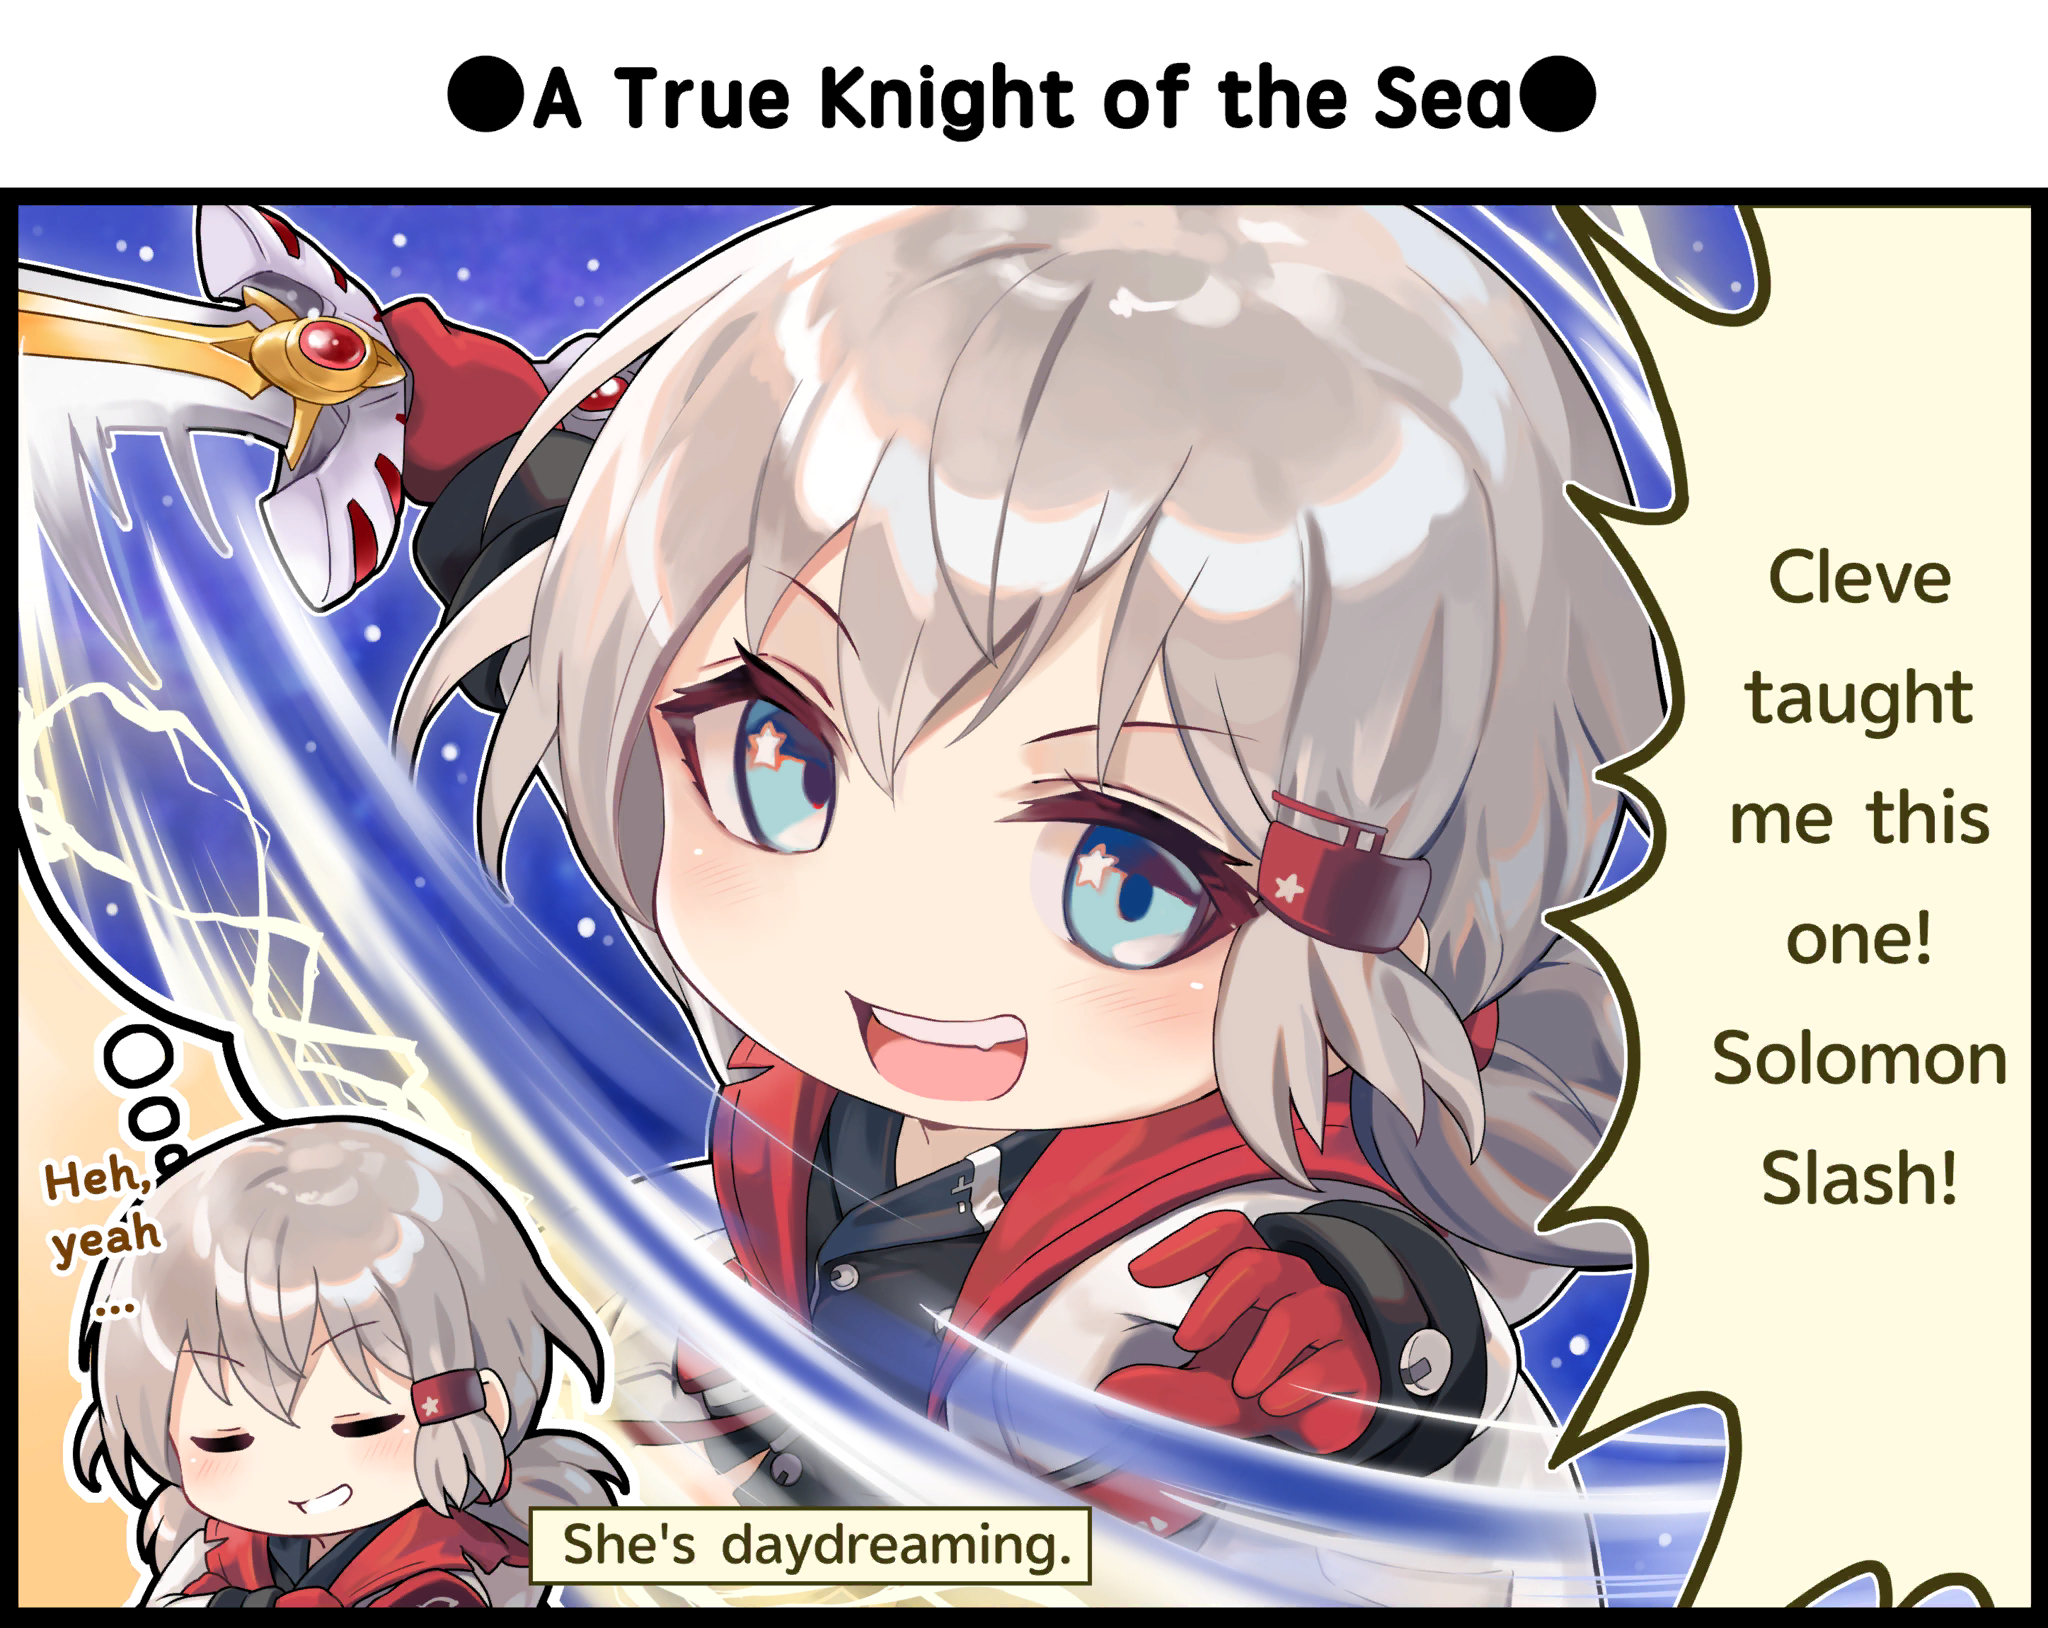 ●A True Knight of the Sea●
Cleve
taught
me this
one!
Solomon
Slash!
Heh,
yeah
...
She's daydreaming.